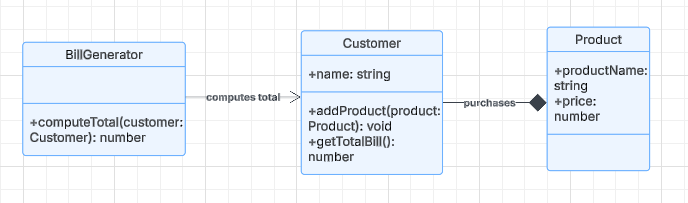 BillGenerator
+computeTotal(customer:
Customer): number
computes total
Customer
+name: string
+addProduct(product:
Product): void
+getTotalBill():
number
purchases
Product
+productName:
string
+price:
number